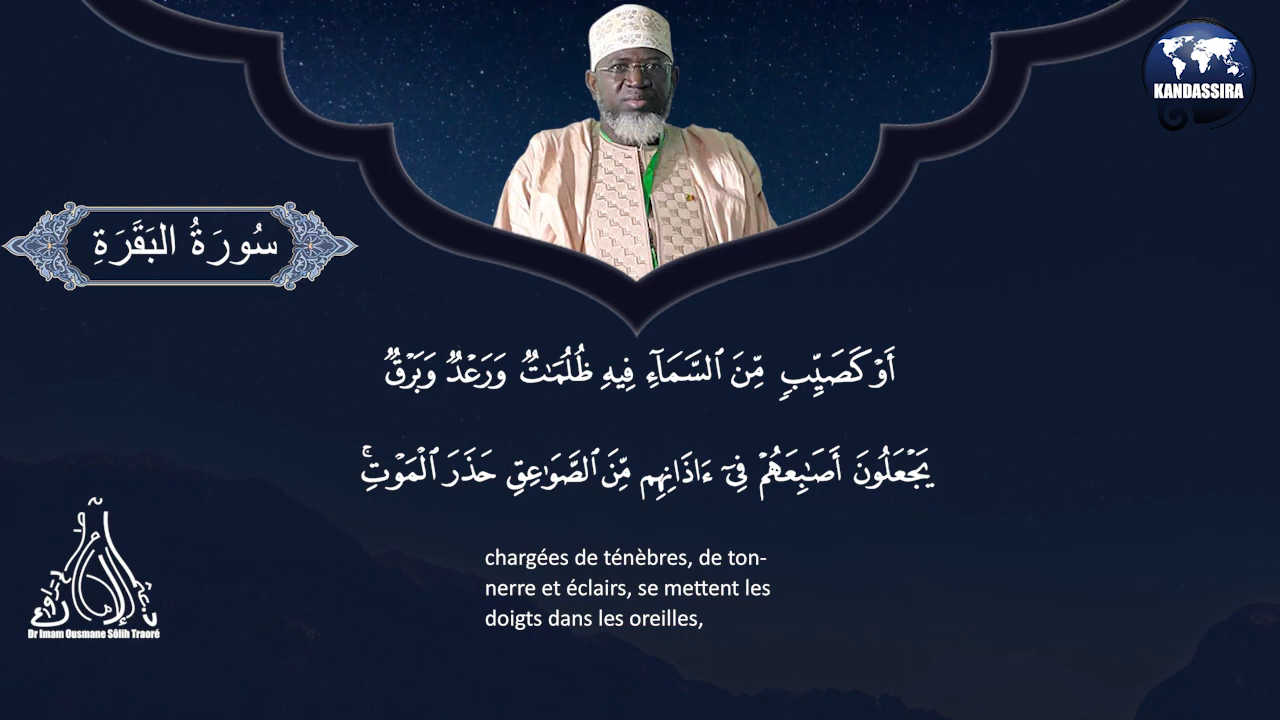 KANDASSIRA
سُورَةُ البَقَرَةِ
أَوۡ كَصَيِّبٖ مِّنَ ٱلسَّمَآءِ فِيهِ ظُلُمَٰتٞ وَرَعۡدٞ وَبَرۡقٞ
يَجۡعَلُونَ أَصَٰبِعَهُمۡ فِيٓ ءَاذَانِهِم مِّنَ ٱلصَّوَٰعِقِ حَذَرَ ٱلۡمَوۡتِۚ
chargées de ténèbres, de ton-
nerre et éclairs, se mettent les
doigts dans les oreilles,
Dr Imam Ousmane Sôlih Traoré